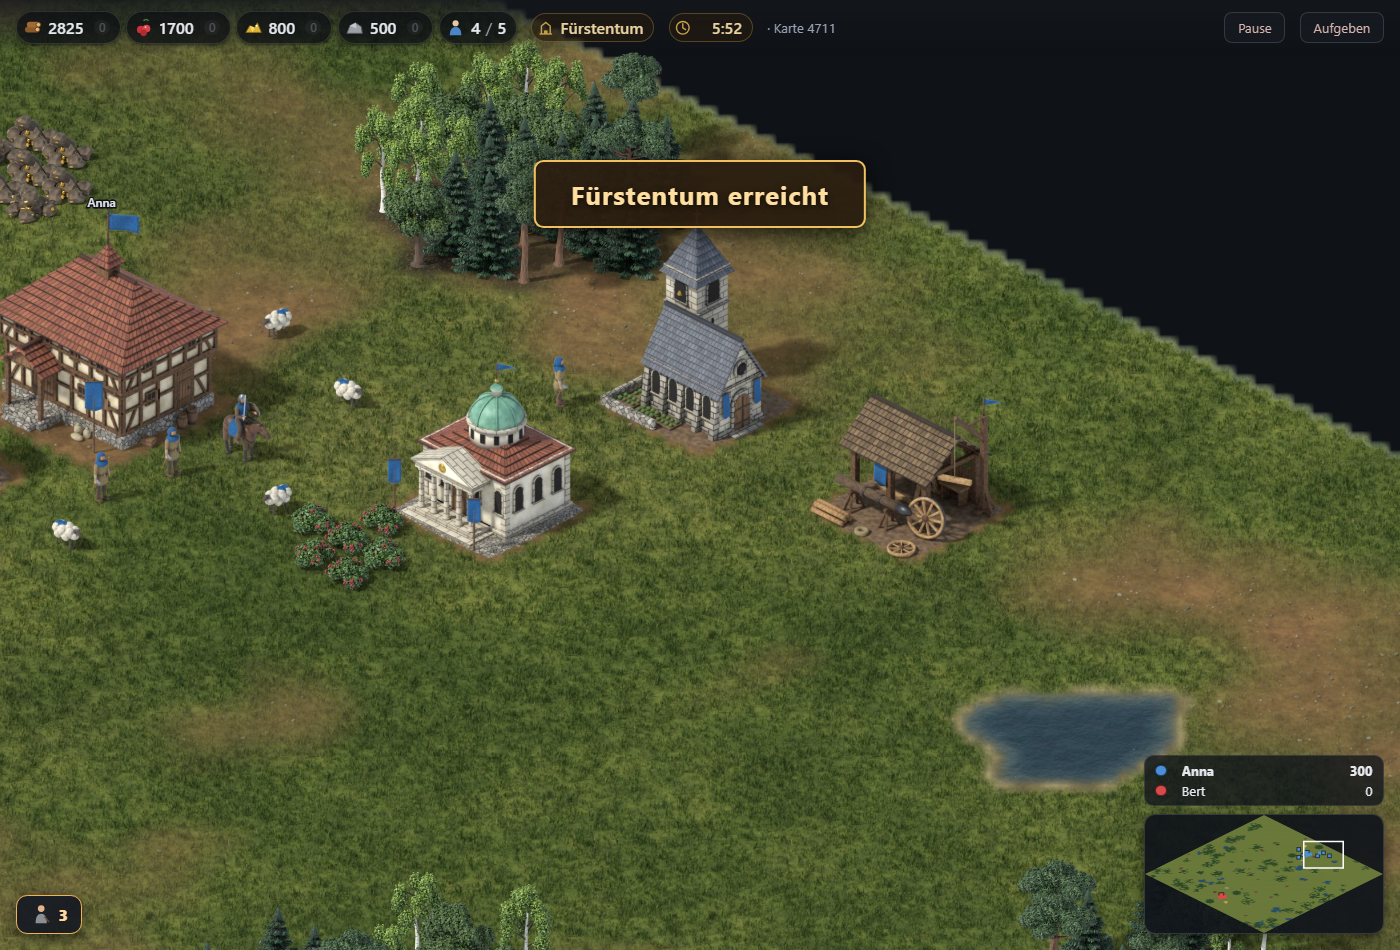 2825 0 1700 0 800 0 500 0 4 / 5 Fürstentum 5:52 · Karte 4711 Pause Aufgeben
Fürstentum erreicht
Anna
Anna 300
Bert 0
3